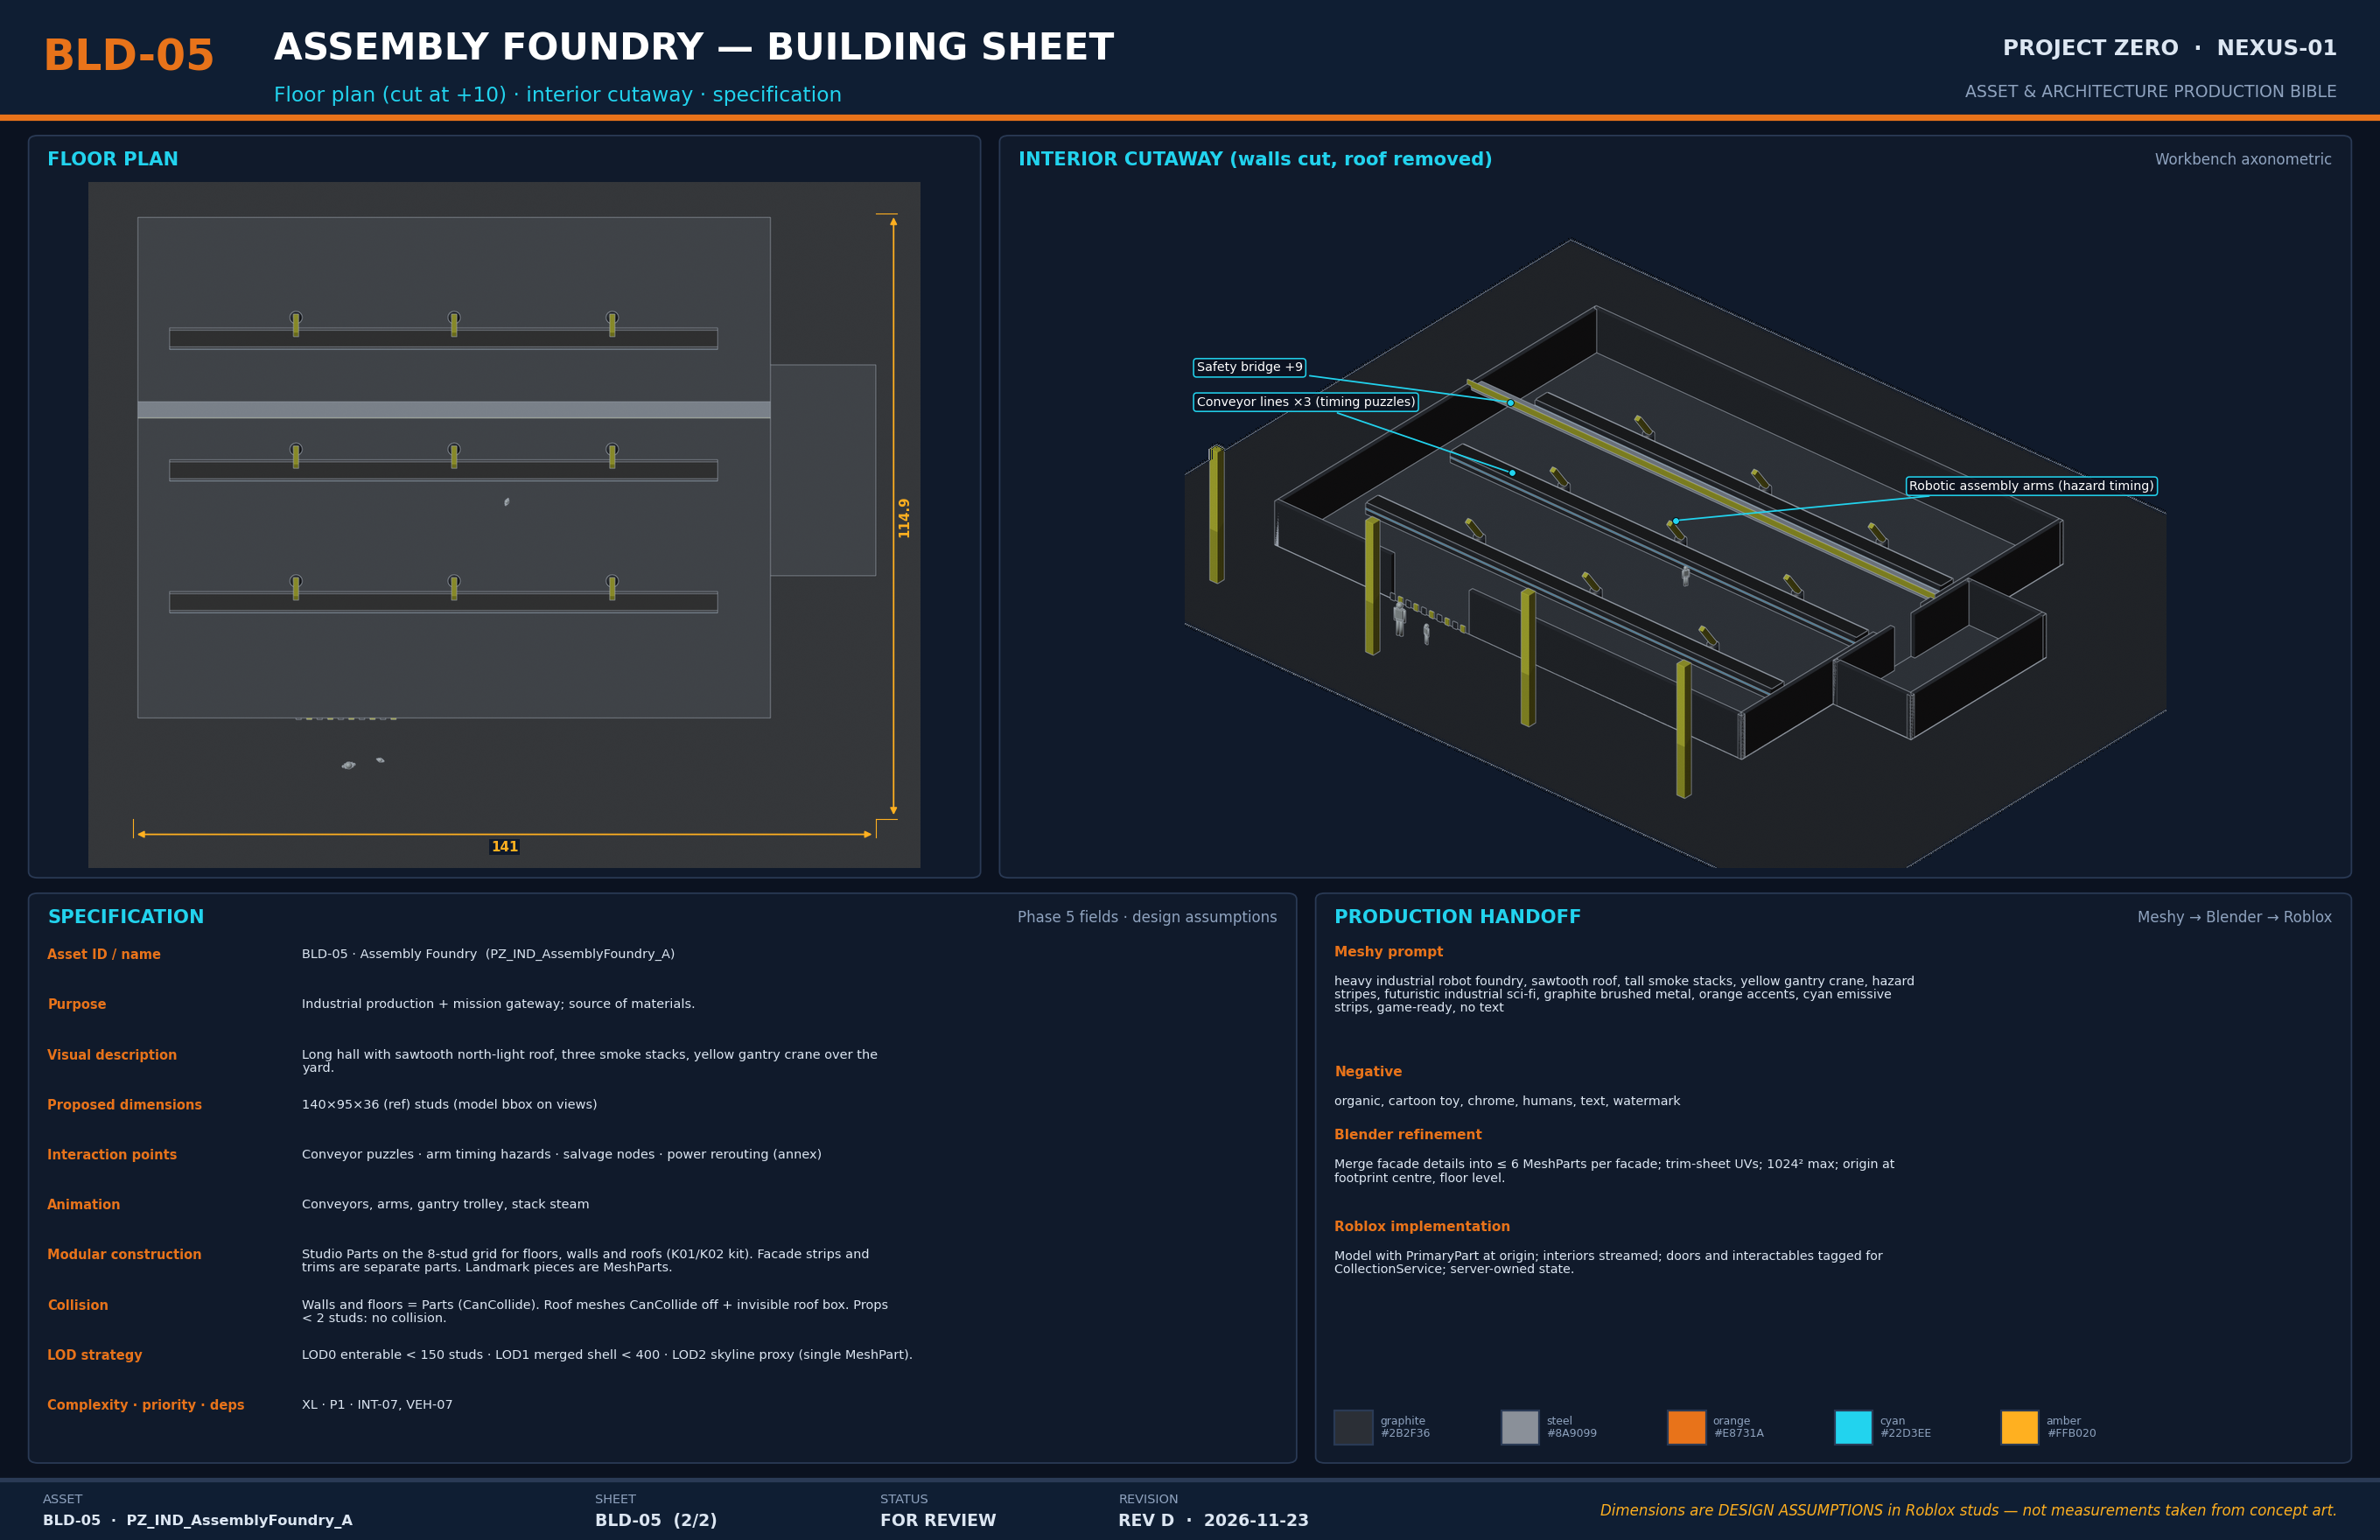 BLD-05
ASSEMBLY FOUNDRY — BUILDING SHEET
Floor plan (cut at +10) · interior cutaway · specification
PROJECT ZERO · NEXUS-01
ASSET & ARCHITECTURE PRODUCTION BIBLE
FLOOR PLAN
114.9
141
INTERIOR CUTAWAY (walls cut, roof removed)
Workbench axonometric
Safety bridge +9
Conveyor lines ×3 (timing puzzles)
Robotic assembly arms (hazard timing)
SPECIFICATION
Phase 5 fields · design assumptions
Asset ID / name
BLD-05 · Assembly Foundry (PZ_IND_AssemblyFoundry_A)
Purpose
Industrial production + mission gateway; source of materials.
Visual description
Long hall with sawtooth north-light roof, three smoke stacks, yellow gantry crane over the
yard.
Proposed dimensions
140×95×36 (ref) studs (model bbox on views)
Interaction points
Conveyor puzzles · arm timing hazards · salvage nodes · power rerouting (annex)
Animation
Conveyors, arms, gantry trolley, stack steam
Modular construction
Studio Parts on the 8-stud grid for floors, walls and roofs (K01/K02 kit). Facade strips and
trims are separate parts. Landmark pieces are MeshParts.
Collision
Walls and floors = Parts (CanCollide). Roof meshes CanCollide off + invisible roof box. Props
< 2 studs: no collision.
LOD strategy
LOD0 enterable < 150 studs · LOD1 merged shell < 400 · LOD2 skyline proxy (single MeshPart).
Complexity · priority · deps
XL · P1 · INT-07, VEH-07
PRODUCTION HANDOFF
Meshy → Blender → Roblox
Meshy prompt
heavy industrial robot foundry, sawtooth roof, tall smoke stacks, yellow gantry crane, hazard
stripes, futuristic industrial sci-fi, graphite brushed metal, orange accents, cyan emissive
strips, game-ready, no text
Negative
organic, cartoon toy, chrome, humans, text, watermark
Blender refinement
Merge facade details into ≤ 6 MeshParts per facade; trim-sheet UVs; 1024² max; origin at
footprint centre, floor level.
Roblox implementation
Model with PrimaryPart at origin; interiors streamed; doors and interactables tagged for
CollectionService; server-owned state.
graphite
#2B2F36
steel
#8A9099
orange
#E8731A
cyan
#22D3EE
amber
#FFB020
ASSET
BLD-05 · PZ_IND_AssemblyFoundry_A
SHEET
BLD-05 (2/2)
STATUS
FOR REVIEW
REVISION
REV D · 2026-11-23
Dimensions are DESIGN ASSUMPTIONS in Roblox studs — not measurements taken from concept art.